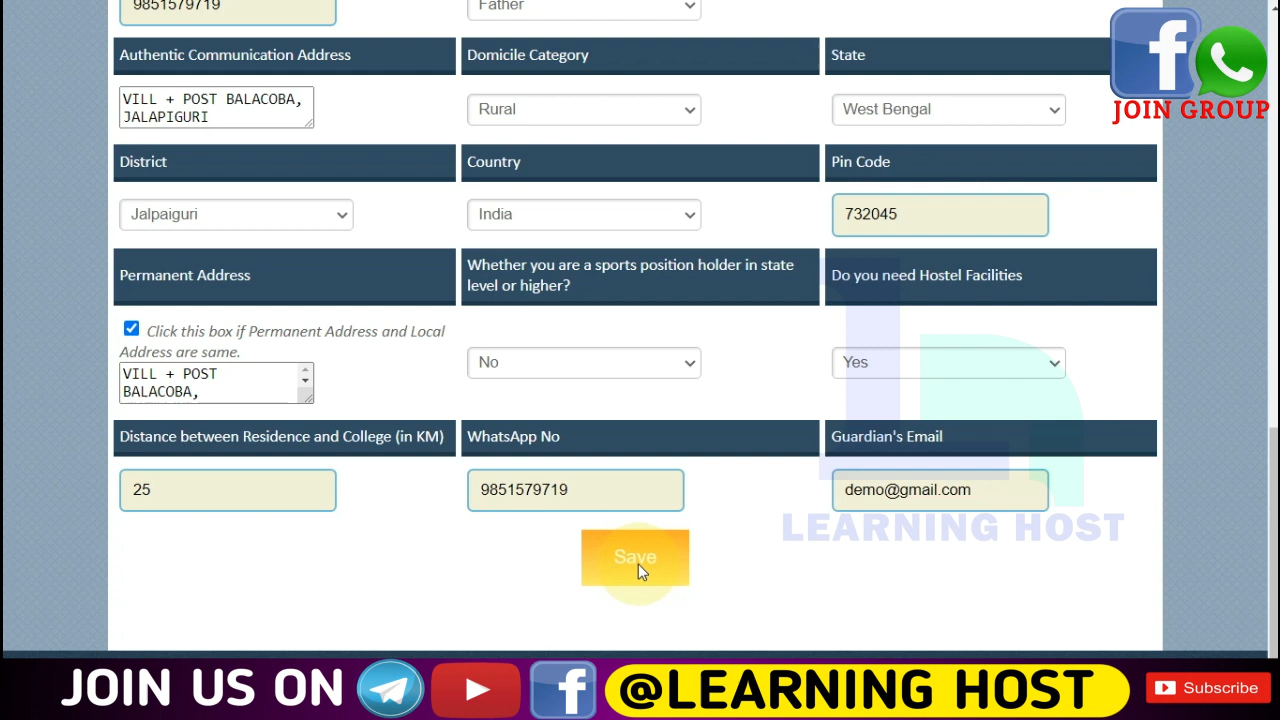 9851579719
Father
Authentic Communication Address
Domicile Category
State
VILL + POST BALACOBA,
JALAPIGURI
Rural
West Bengal
JOIN GROUP
District
Country
Pin Code
Jalpaiguri
India
732045
Permanent Address
Whether you are a sports position holder in state
level or higher?
Do you need Hostel Facilities
Click this box if Permanent Address and Local
Address are same.
VILL + POST
BALACOBA,
No
Yes
Distance between Residence and College (in KM)
WhatsApp No
Guardian's Email
25
9851579719
demo@gmail.com
LEARNING HOST
Save
JOIN US ON
@LEARNING HOST
Subscribe